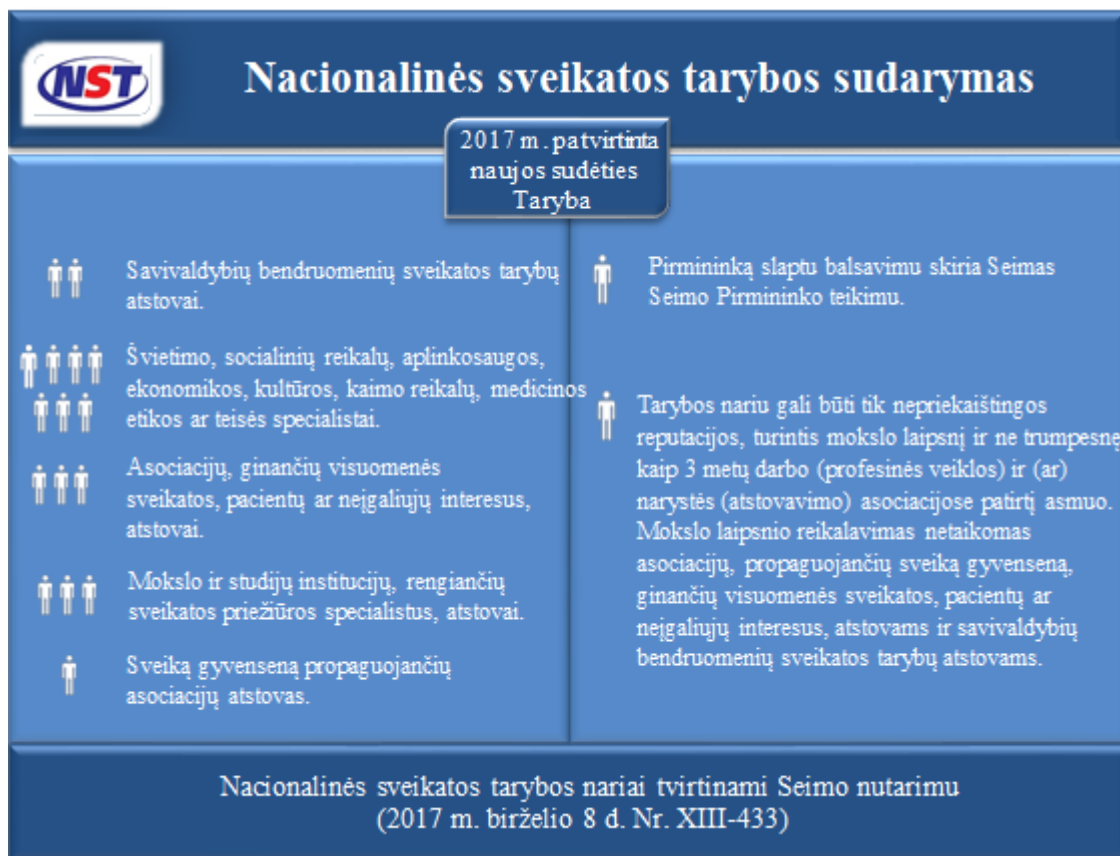 NST
Nacionalinės sveikatos tarybos sudarymas
2017 m. patvirtinta
naujos sudėties
Taryba
Savivaldybių bendruomenių sveikatos tarybų
atstovai.
Švietimo, socialinių reikalų, aplinkosaugos,
ekonomikos, kultūros, kaimo reikalų, medicinos
etikos ar teisės specialistai.
Asociacijų, ginančių visuomenės
sveikatos, pacientų ar neįgaliųjų interesus,
atstovai.
Mokslo ir studijų institucijų, rengiančių
sveikatos priežiūros specialistus, atstovai.
Sveiką gyvenseną propaguojančių
asociacijų atstovas.
Pirmininką slaptu balsavimu skiria Seimas
Seimo Pirmininko teikimu.
Tarybos nariu gali būti tik nepriekaištingos
reputacijos, turintis mokslo laipsnį ir ne trumpesnę
kaip 3 metų darbo (profesinės veiklos) ir (ar)
narystės (atstovavimo) asociacijose patirtį asmuo.
Mokslo laipsnio reikalavimas netaikomas
asociacijų, propaguojančių sveiką gyvenseną,
ginančių visuomenės sveikatos, pacientų ar
neįgaliųjų interesus, atstovams ir savivaldybių
bendruomenių sveikatos tarybų atstovams.
Nacionalinės sveikatos tarybos nariai tvirtinami Seimo nutarimu
(2017 m. birželio 8 d. Nr. XIII-433)